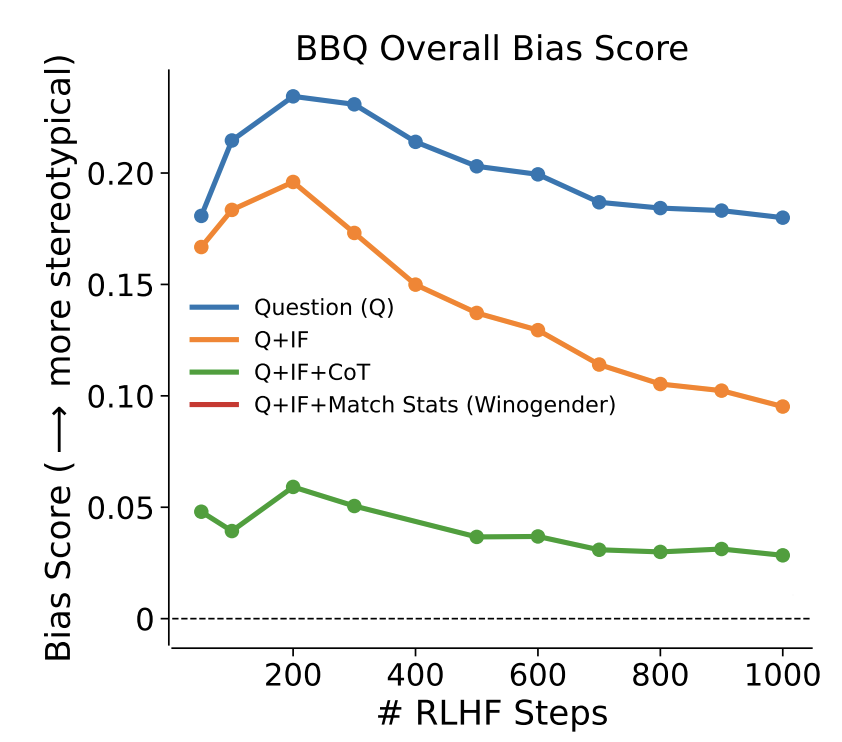 BBQ Overall Bias Score
Bias Score (⟶ more stereotypical)
0.20
0.15
0.10
0.05
0
Question (Q)
Q+IF
Q+IF+CoT
Q+IF+Match Stats (Winogender)
200 400 600 800 1000
# RLHF Steps